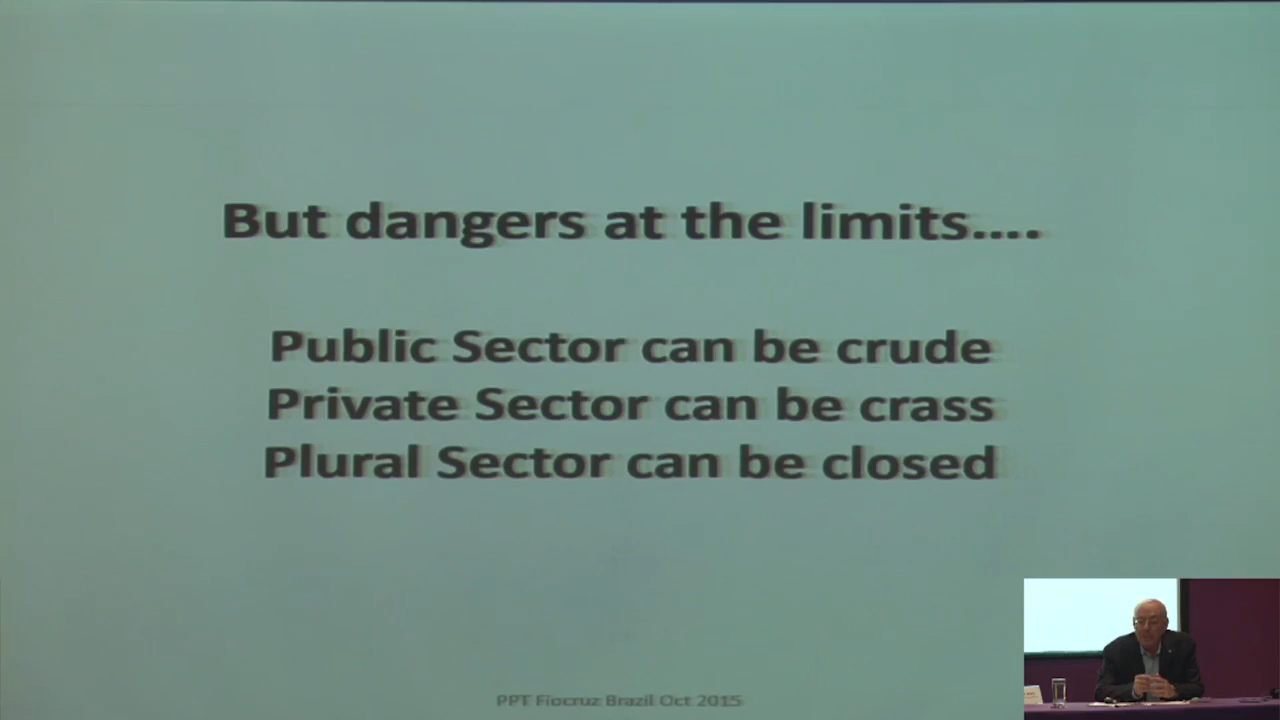 But dangers at the limits....
Public Sector can be crude
Private Sector can be crass
Plural Sector can be closed
PPT Fiocruz Brazil Oct 2015